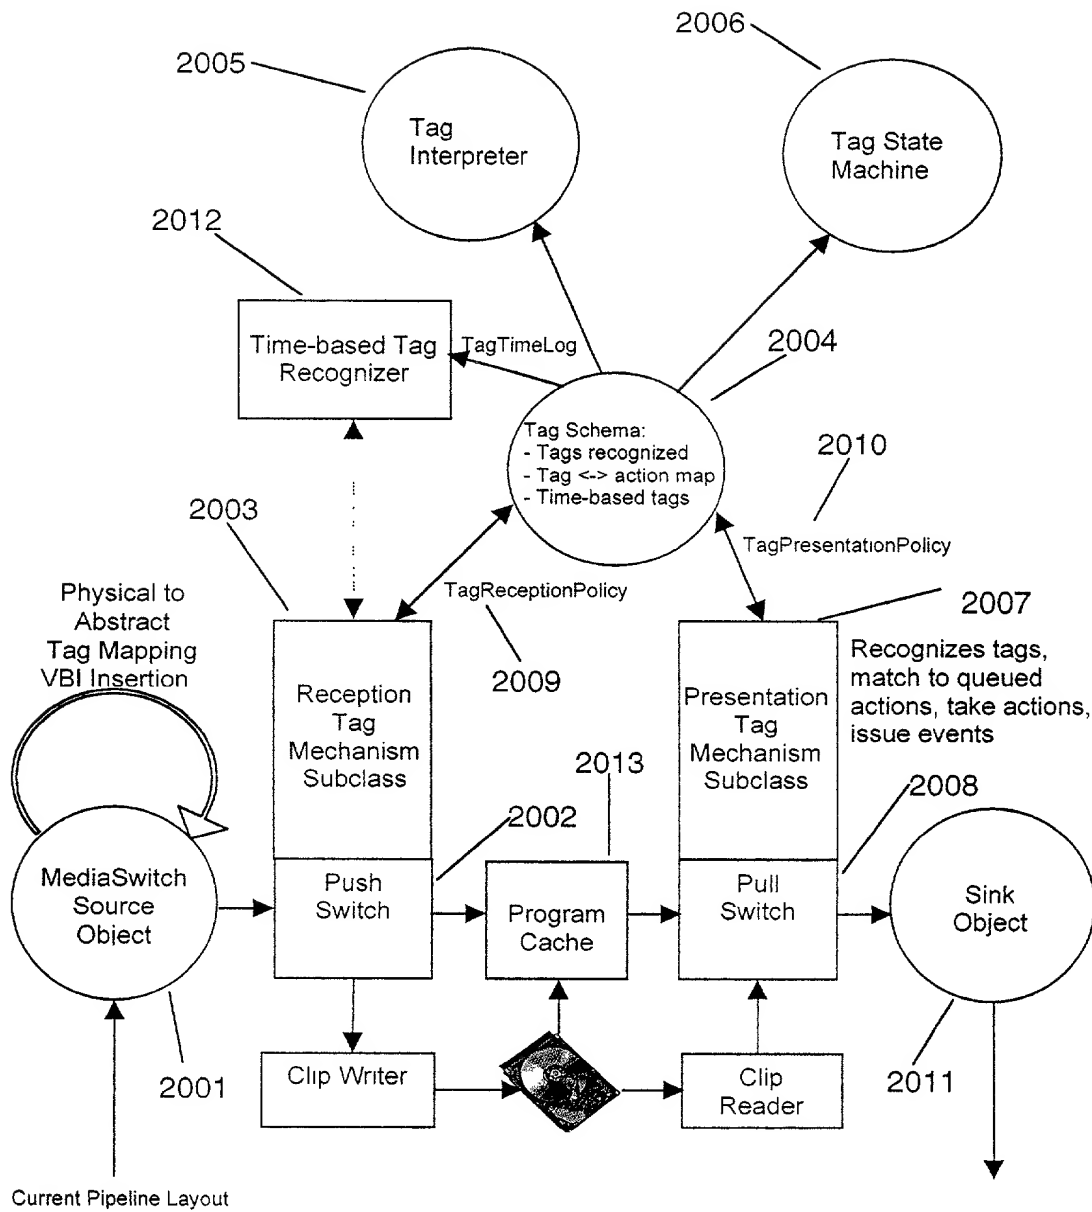 2006
2005
Tag
Interpreter
Tag State
Machine
2012
Time-based Tag
Recognizer
TagTimeLog
2004
Tag Schema:
- Tags recognized
- Tag <-> action map
- Time-based tags
2010
2003
TagPresentationPolicy
TagReceptionPolicy
Physical to
Abstract
Tag Mapping
VBI Insertion
2007
2009
Recognizes tags,
match to queued
actions, take actions,
issue events
Reception
Tag
Mechanism
Subclass
Presentation
Tag
Mechanism
Subclass
2013
2002
2008
MediaSwitch
Source
Object
Push
Switch
Program
Cache
Pull
Switch
Sink
Object
Clip Writer
Clip
Reader
2001
2011
Current Pipeline Layout